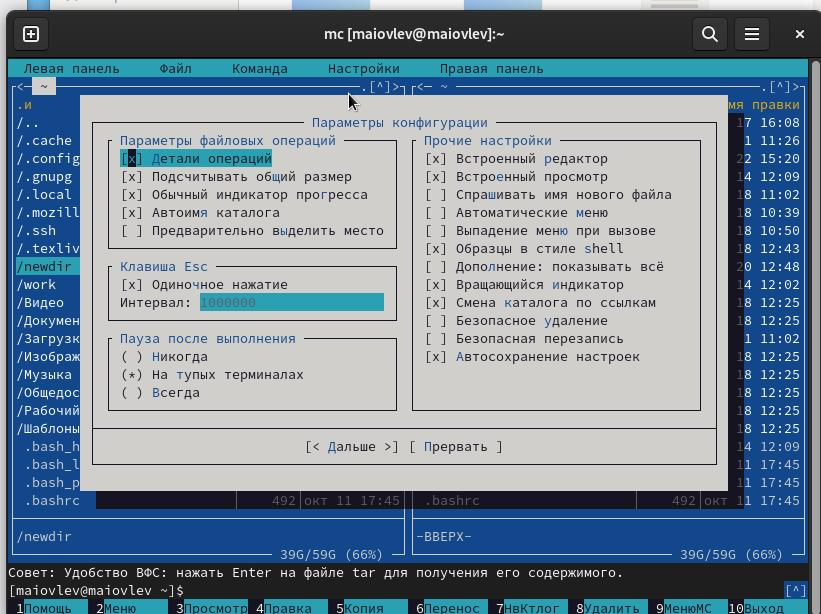 mc [maiovlev@maiovlev]:~
Левая панель Файл Команда Настройки Правая панель
<─ ~ .[^]> <─ ~ .[^]>
.и мя правки
/.. 17 16:08
/.cache 1 11:26
/.config 22 15:20
/.gnupg 14 12:09
/.local 18 11:02
/.mozill 18 10:39
/.ssh 18 10:50
/.texliv 18 12:43
/newdir 20 12:48
/work 14 12:02
/Видео 18 12:25
/Докумен 18 12:25
/Загрузк 1 11:02
/Изображ 18 12:25
/Музыка 18 12:25
/Общедос 18 12:25
/Рабочий 18 12:25
/Шаблоны 18 12:25
.bash_h 14 12:09
.bash_l 11 17:45
.bash_p 11 17:45
.bashrc 492 окт 11 17:45 .bashrc 492 окт 11 17:45
Параметры конфигурации
Параметры файловых операций
[x] Детали операций
[x] Подсчитывать общий размер
[x] Обычный индикатор прогресса
[x] Автоимя каталога
[ ] Предварительно выделить место
Клавиша Esc
[x] Одиночное нажатие
Интервал: 1000000
Пауза после выполнения
( ) Никогда
(*) На тупых терминалах
( ) Всегда
Прочие настройки
[x] Встроенный редактор
[x] Встроенный просмотр
[ ] Спрашивать имя нового файла
[ ] Автоматические меню
[ ] Выпадение меню при вызове
[x] Образцы в стиле shell
[ ] Дополнение: показывать всё
[x] Вращающийся индикатор
[x] Смена каталога по ссылкам
[ ] Безопасное удаление
[ ] Безопасная перезапись
[x] Автосохранение настроек
[< Дальше >] [ Прервать ]
/newdir -ВВЕРХ-
39G/59G (66%) 39G/59G (66%)
Совет: Удобство ВФС: нажать Enter на файле tar для получения его содержимого.
[maiovlev@maiovlev ~]$ [^]
1Помощь 2Меню 3Просмотр 4Правка 5Копия 6Перенос 7НвКтлог 8Удалить 9МенюМС 10Выход